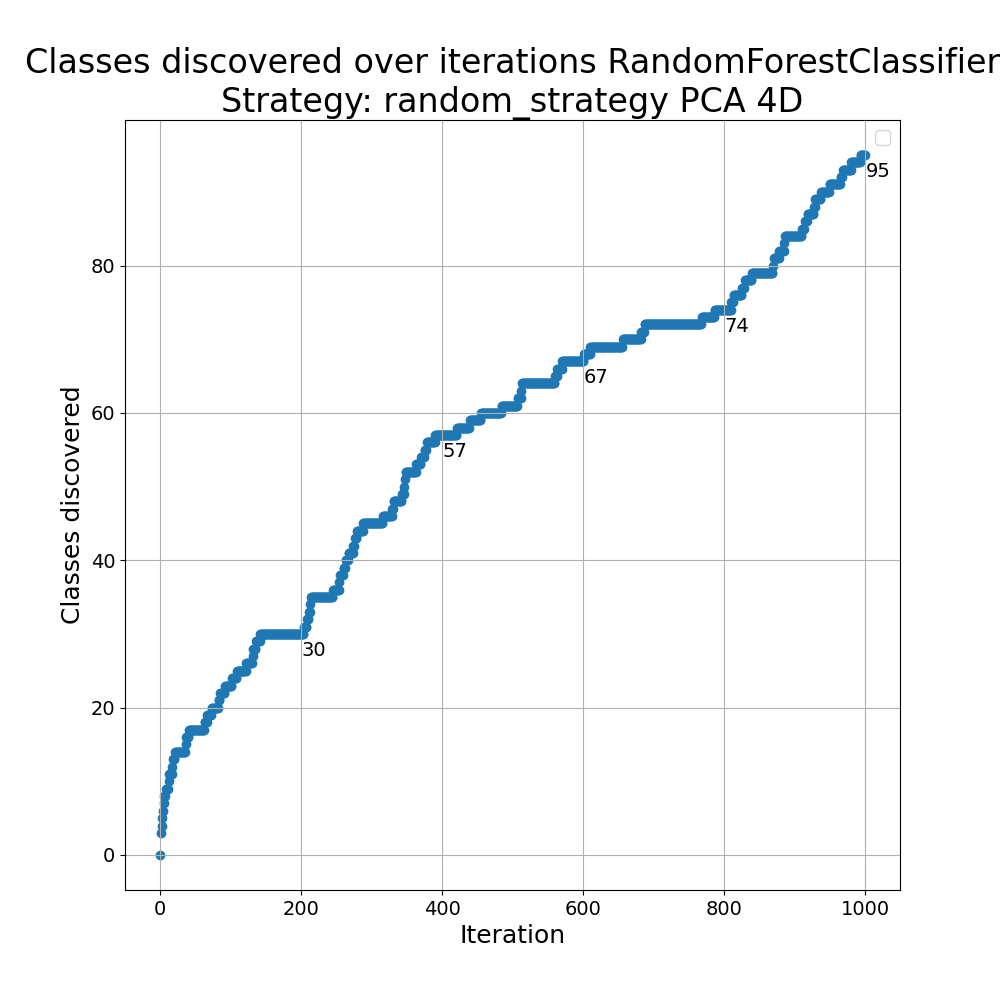 Classes discovered over iterations RandomForestClassifier
Strategy: random_strategy PCA 4D
95
80
74
67
60
57
Classes discovered
40
30
20
0
0 200 400 600 800 1000
Iteration